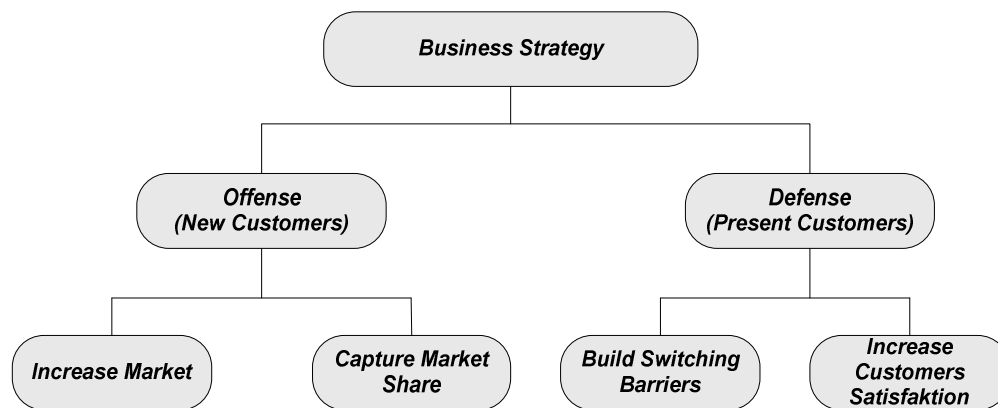 Business Strategy
Offense
(New Customers)
Defense
(Present Customers)
Increase Market
Capture Market
Share
Build Switching
Barriers
Increase
Customers
Satisfaktion